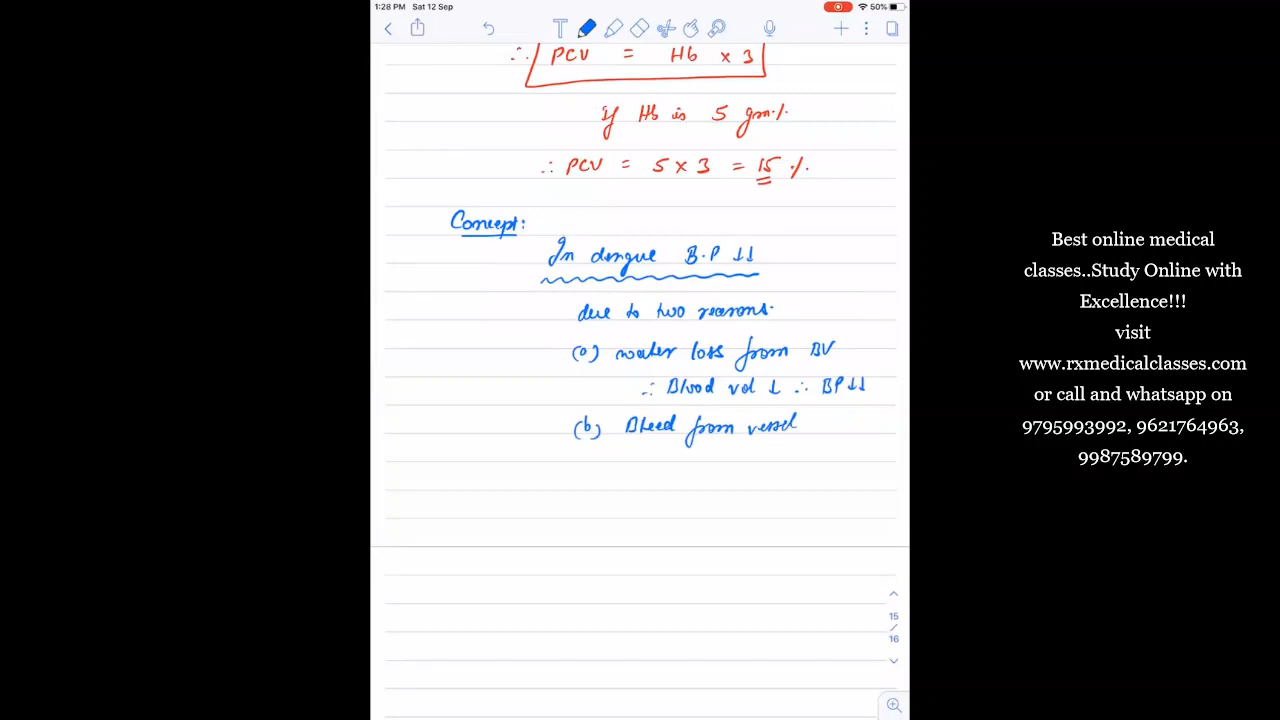 1:28 PM Sat 12 Sep
50%
∴ PCV = Hb × 3
If Hb is 5 gm%
∴ PCV = 5 × 3 = 15 %
Concept:
In dengue B.P ↓↓
due to two reasons.
(a) water loss from BV
∴ Blood vol ↓ ∴ BP↓↓
(b) Bleed from vessel
15
/
16
Best online medical
classes..Study Online with
Excellence!!!
visit
www.rxmedicalclasses.com
or call and whatsapp on
9795993992, 9621764963,
9987589799.